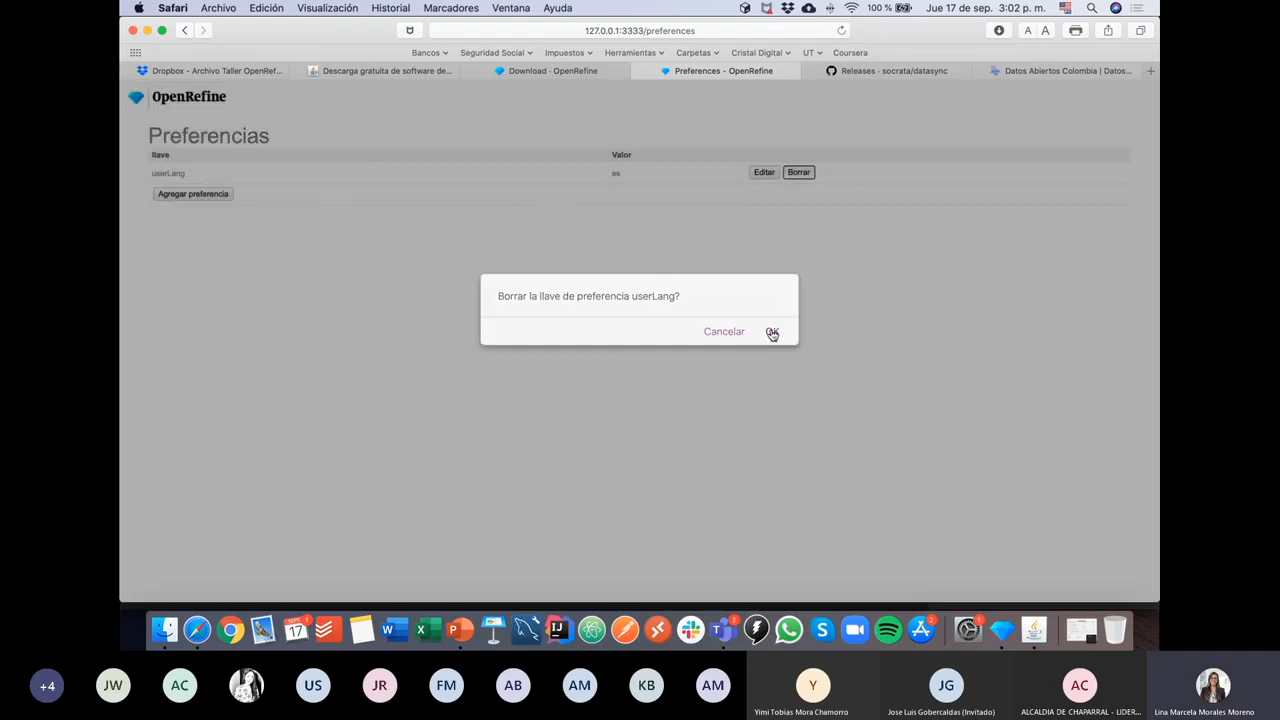 Safari Archivo Edición Visualización Historial Marcadores Ventana Ayuda 100 % Jue 17 de sep. 3:02 p. m.
127.0.0.1:3333/preferences A A
Bancos Seguridad Social Impuestos Herramientas Carpetas Cristal Digital UT Coursera
Dropbox - Archivo Taller OpenRef... Descarga gratuita de software de... Download · OpenRefine Preferences - OpenRefine Releases · socrata/datasync Datos Abiertos Colombia | Datos... +
OpenRefine
Preferencias
llave Valor
userLang es Editar Borrar
Agregar preferencia
Borrar la llave de preferencia userLang?
Cancelar OK
+4 JW AC US JR FM AB AM KB AM Y JG AC
Yimi Tobias Mora Chamorro Jose Luis Gobercaldas (Invitado) ALCALDIA DE CHAPARRAL - LIDER... Lina Marcela Morales Moreno